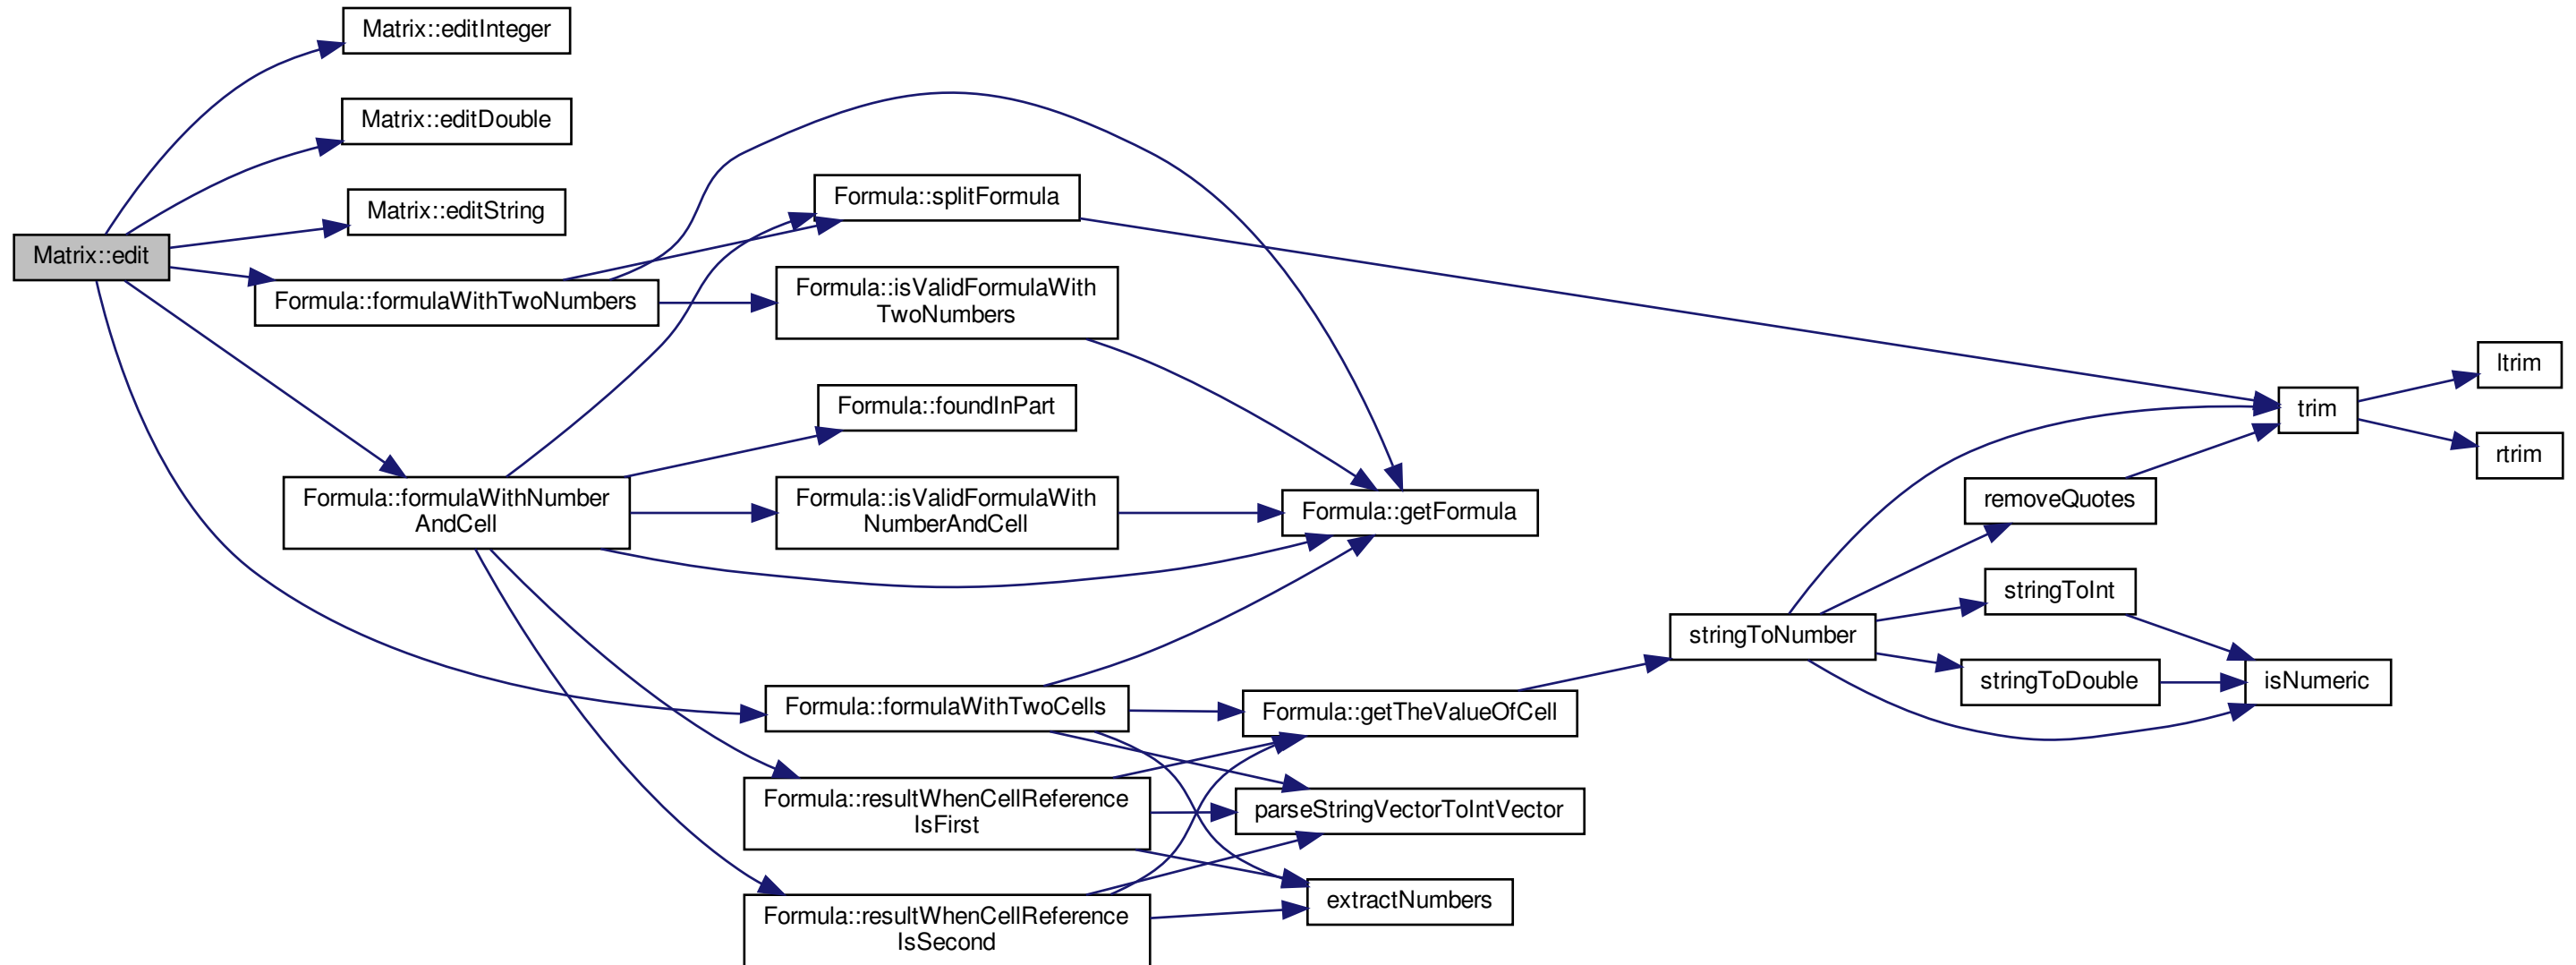 Matrix::edit
Matrix::editInteger
Matrix::editDouble
Matrix::editString
Formula::formulaWithTwoNumbers
Formula::formulaWithNumber
AndCell
Formula::splitFormula
Formula::isValidFormulaWith
TwoNumbers
Formula::foundInPart
Formula::isValidFormulaWith
NumberAndCell
Formula::formulaWithTwoCells
Formula::resultWhenCellReference
IsFirst
Formula::resultWhenCellReference
IsSecond
Formula::getFormula
Formula::getTheValueOfCell
parseStringVectorToIntVector
extractNumbers
stringToNumber
removeQuotes
stringToInt
stringToDouble
trim
isNumeric
ltrim
rtrim